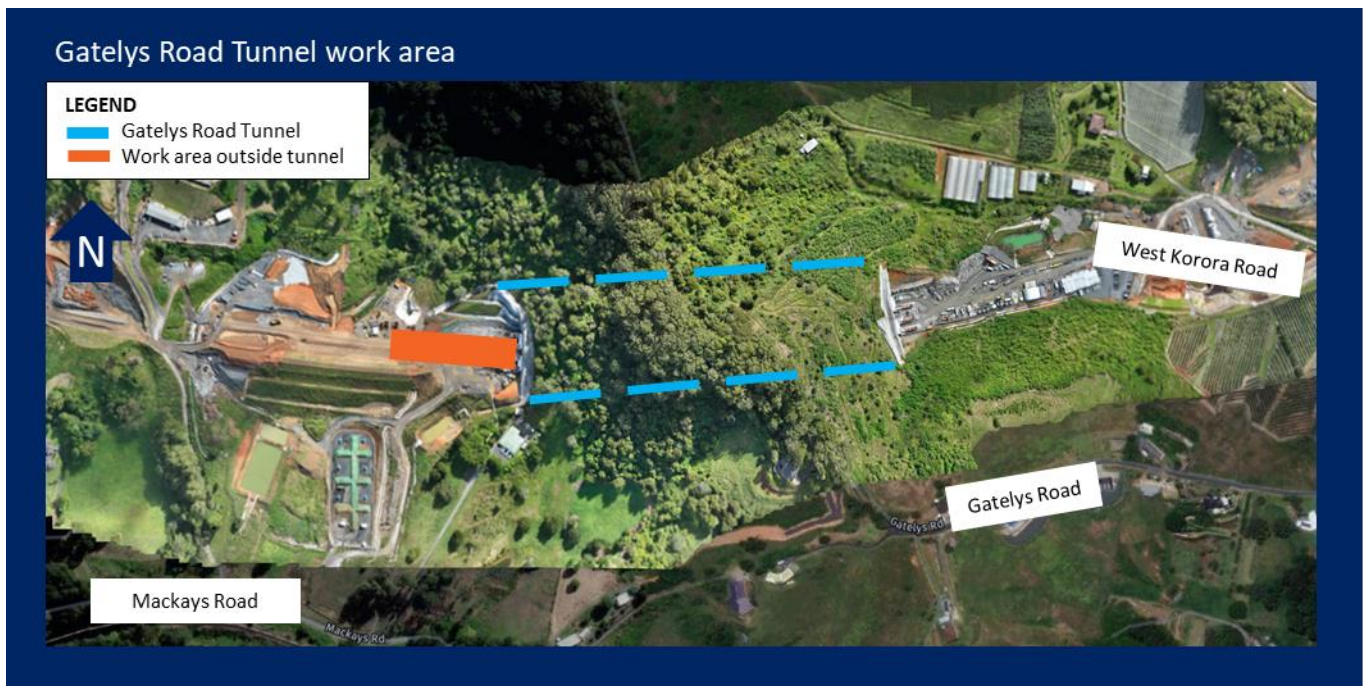 Gatelys Road Tunnel work area
LEGEND
Gatelys Road Tunnel
Work area outside tunnel
N
West Korora Road
Gatelys Road
Gatelys Rd
Mackays Road
Mackays Rd